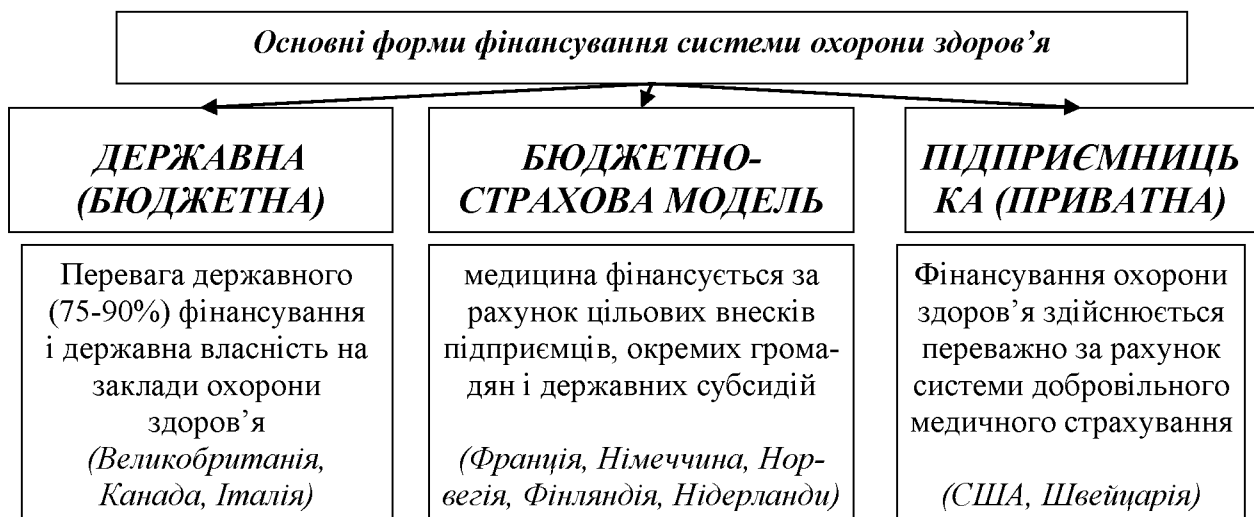 Основні форми фінансування системи охорони здоров’я
ДЕРЖАВНА
(БЮДЖЕТНА)
БЮДЖЕТНО-
СТРАХОВА МОДЕЛЬ
ПІДПРИЄМНИЦЬ
КА (ПРИВАТНА)
Перевага державного
(75-90%) фінансування
і державна власність на
заклади охорони
здоров’я
(Великобританія,
Канада, Італія)
медицина фінансується за
рахунок цільових внесків
підприємців, окремих грома-
дян і державних субсидій
(Франція, Німеччина, Нор-
вегія, Фінляндія, Нідерланди)
Фінансування охорони
здоров’я здійснюється
переважно за рахунок
системи добровільного
медичного страхування
(США, Швейцарія)